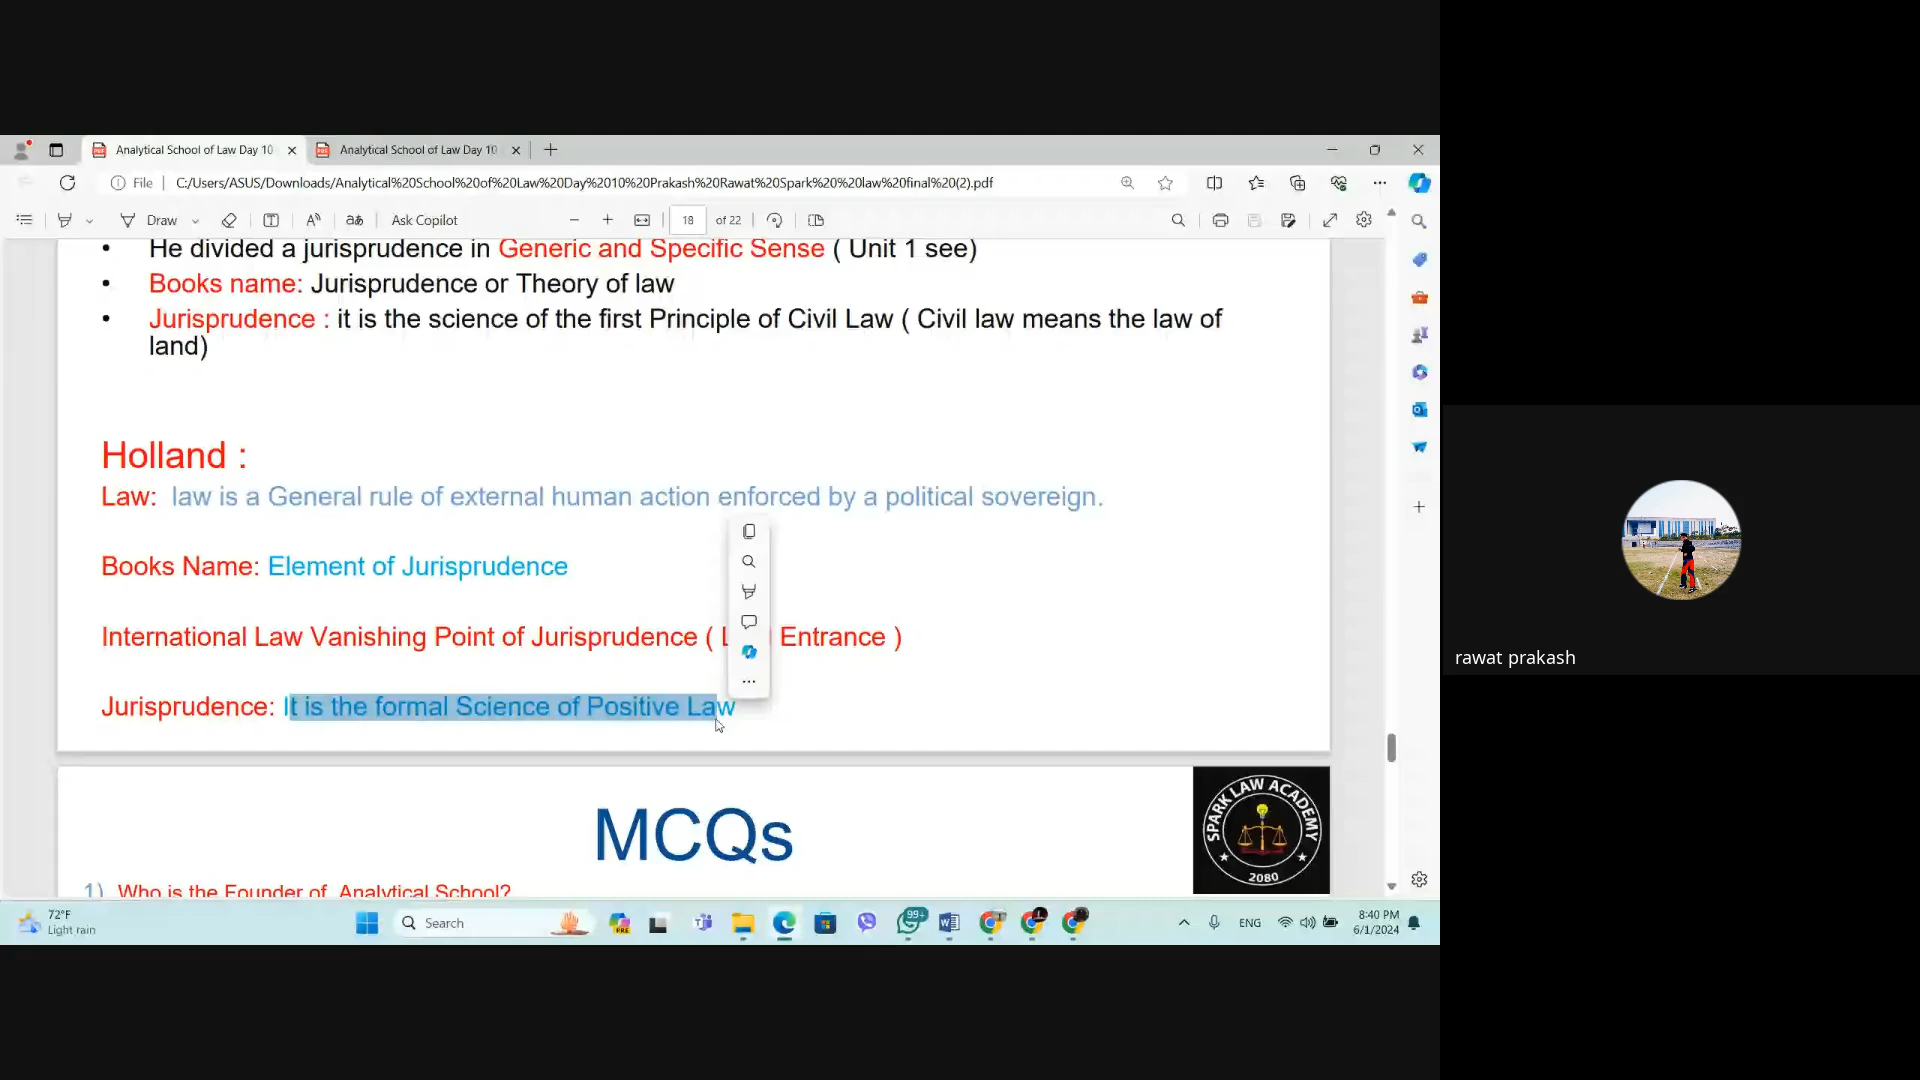 Analytical School of Law Day 10
Analytical School of Law Day 10
File
C:/Users/ASUS/Downloads/Analytical%20School%20of%20Law%20Day%2010%20Prakash%20Rawat%20Spark%20%20law%20final%20(2).pdf
Draw
aあ
Ask Copilot
18
of 22
• He divided a jurisprudence in Generic and Specific Sense ( Unit 1 see)
• Books name: Jurisprudence or Theory of law
• Jurisprudence : it is the science of the first Principle of Civil Law ( Civil law means the law of
land)
Holland :
Law: law is a General rule of external human action enforced by a political sovereign.
Books Name: Element of Jurisprudence
International Law Vanishing Point of Jurisprudence ( Entrance )
Jurisprudence: It is the formal Science of Positive Law
MCQs
SPARK LAW ACADEMY
2080
1) Who is the Founder of Analytical School?
rawat prakash
72°F
Light rain
Search
PRE
99+
ENG
8:40 PM
6/1/2024